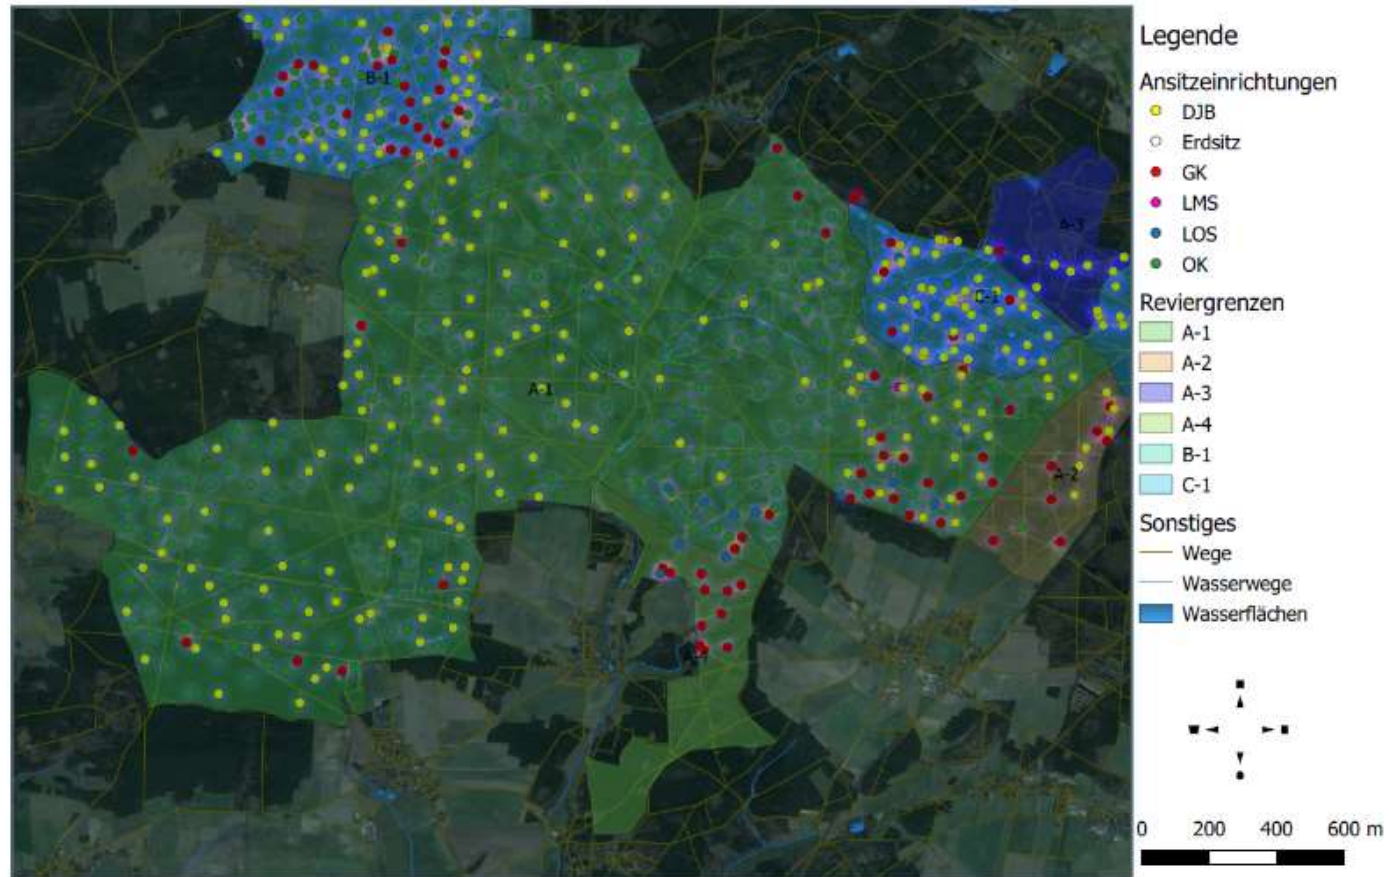 Legende
Ansitzeinrichtungen
DJB
Erdsitz
GK
LMS
LOS
OK
Reviergrenzen
A-1
A-2
A-3
A-4
B-1
C-1
Sonstiges
Wege
Wasserwege
Wasserflächen
0 200 400 600 m
B-1
A-3
C-1
A-1
A-2